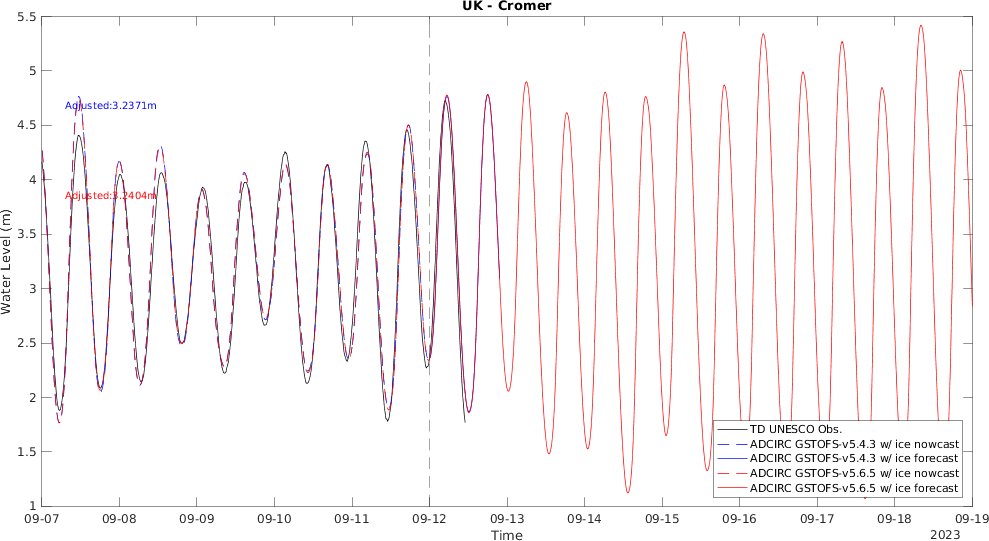 UK - Cromer
5.5
5
4.5
4
3.5
3
2.5
2
1.5
1
Water Level (m)
Adjusted:3.2371m
Adjusted:3.2404m
TD UNESCO Obs.
ADCIRC GSTOFS-v5.4.3 w/ ice nowcast
ADCIRC GSTOFS-v5.4.3 w/ ice forecast
ADCIRC GSTOFS-v5.6.5 w/ ice nowcast
ADCIRC GSTOFS-v5.6.5 w/ ice forecast
09-07 09-08 09-09 09-10 09-11 09-12 09-13 09-14 09-15 09-16 09-17 09-18 09-19
Time
2023